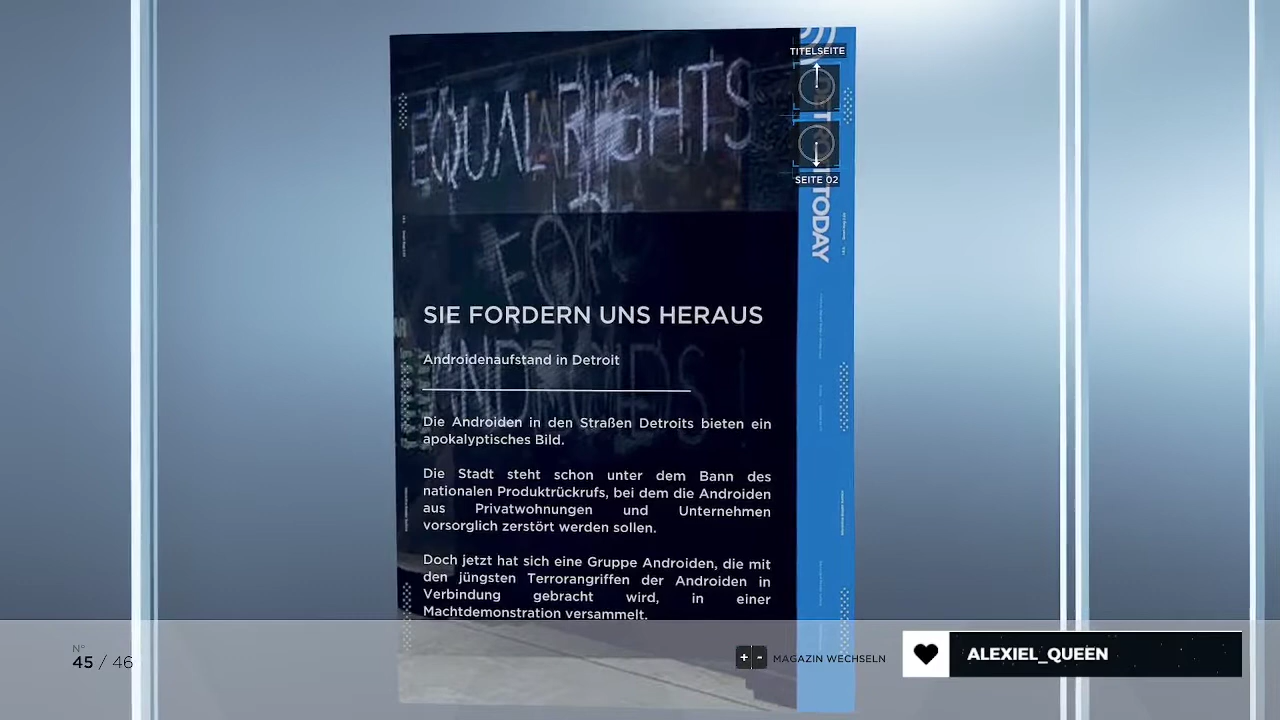 EQUAL RIGHTS
FOR
ANDROIDS!
TITELSEITE
SEITE 02
TODAY
SIE FORDERN UNS HERAUS
Androidenaufstand in Detroit
Die Androiden in den Straßen Detroits bieten ein
apokalyptisches Bild.
Die Stadt steht schon unter dem Bann des
nationalen Produktrückrufs, bei dem die Androiden
aus Privatwohnungen und Unternehmen
vorsorglich zerstört werden sollen.
Doch jetzt hat sich eine Gruppe Androiden, die mit
den jüngsten Terrorangriffen der Androiden in
Verbindung gebracht wird, in einer
Machtdemonstration versammelt.
N°
45 / 46
+ - MAGAZIN WECHSELN
ALEXIEL_QUEEN